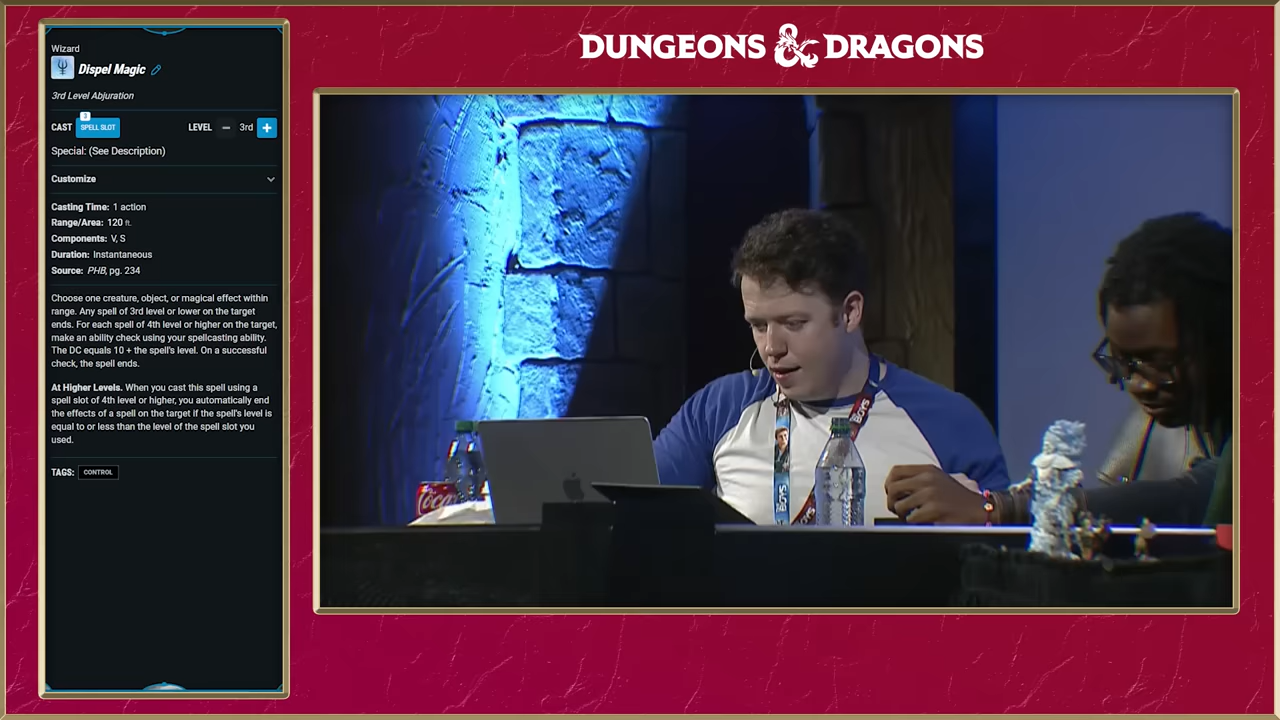 DUNGEONS & DRAGONS
Wizard
Dispel Magic
3rd Level Abjuration
3
CAST SPELL SLOT LEVEL 3rd
Special: (See Description)
Customize
Casting Time: 1 action
Range/Area: 120 ft.
Components: V, S
Duration: Instantaneous
Source: PHB, pg. 234
Choose one creature, object, or magical effect within
range. Any spell of 3rd level or lower on the target
ends. For each spell of 4th level or higher on the target,
make an ability check using your spellcasting ability.
The DC equals 10 + the spell's level. On a successful
check, the spell ends.
At Higher Levels. When you cast this spell using a
spell slot of 4th level or higher, you automatically end
the effects of a spell on the target if the spell's level is
equal to or less than the level of the spell slot you
used.
TAGS: CONTROL
BOYS
BOYS
Coca